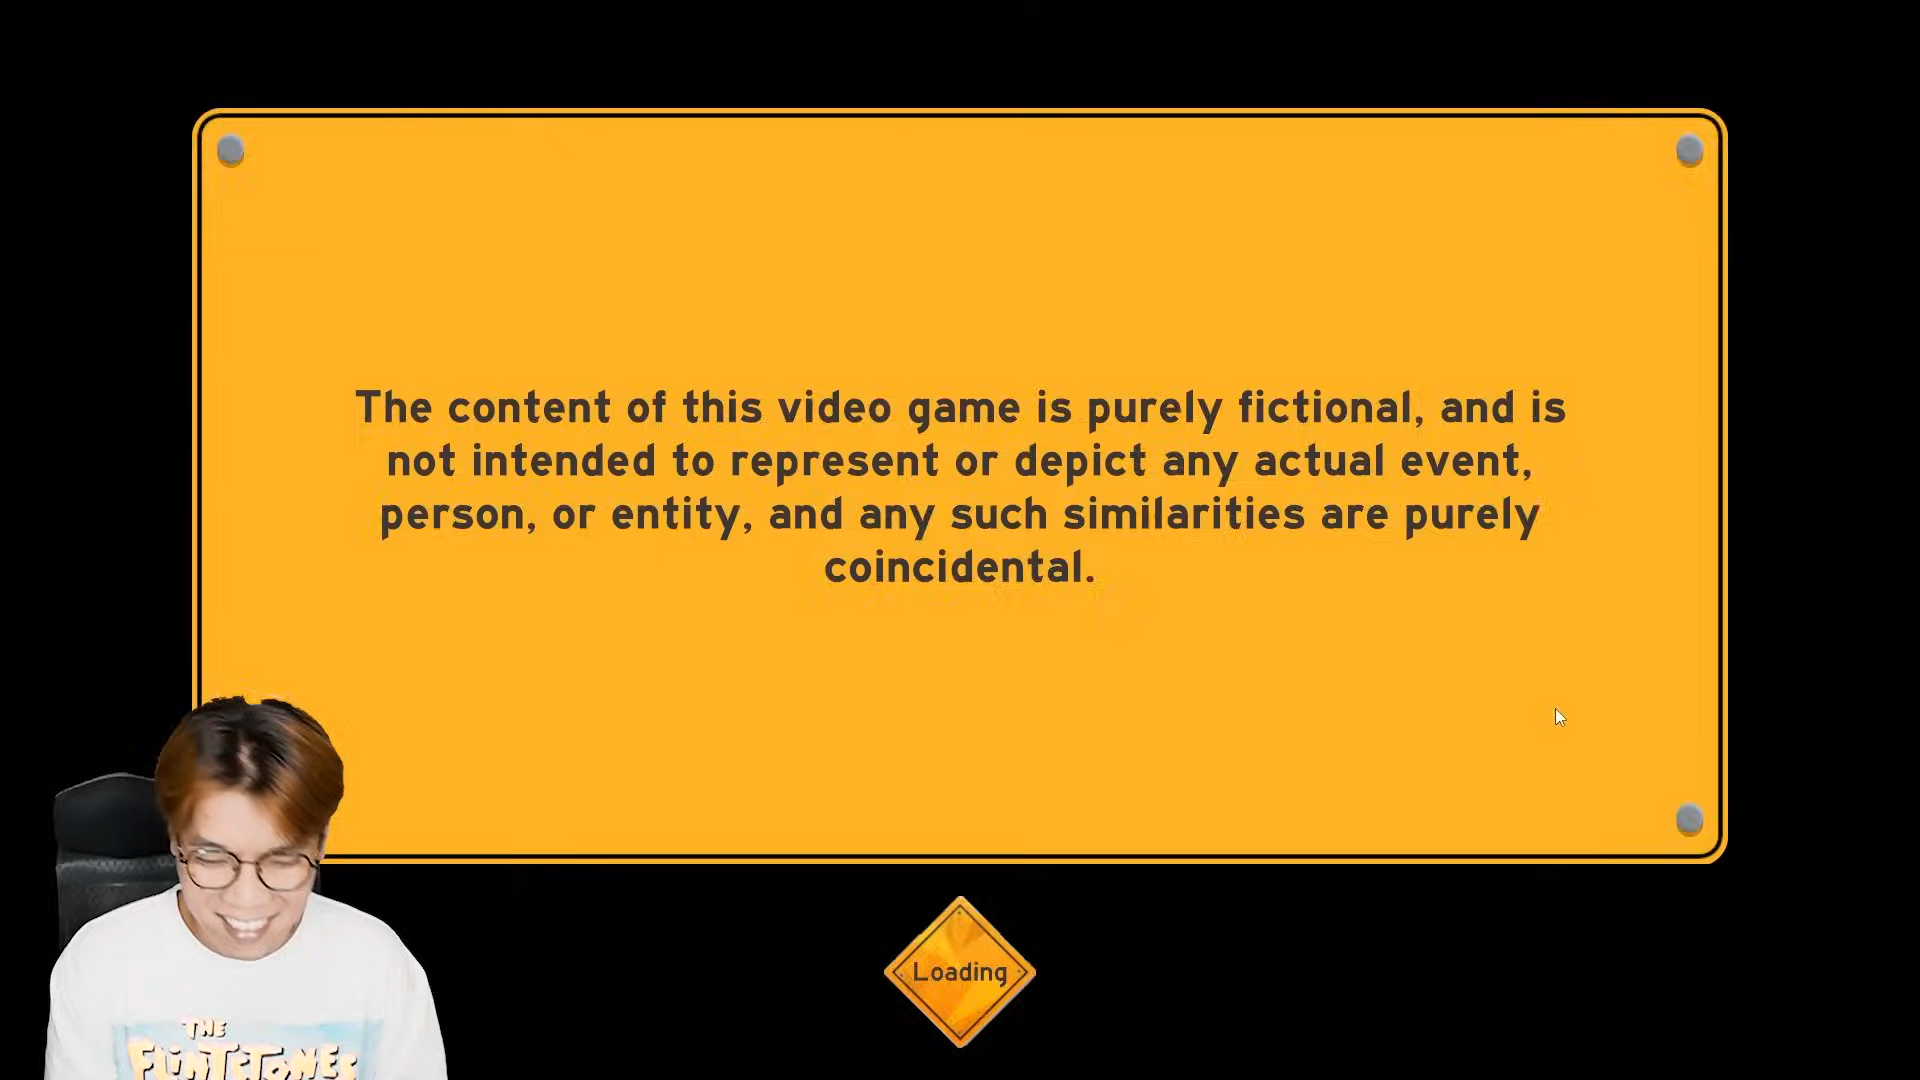 The content of this video game is purely fictional, and is
not intended to represent or depict any actual event,
person, or entity, and any such similarities are purely
coincidental.
Loading
THE
FLINTSTONES